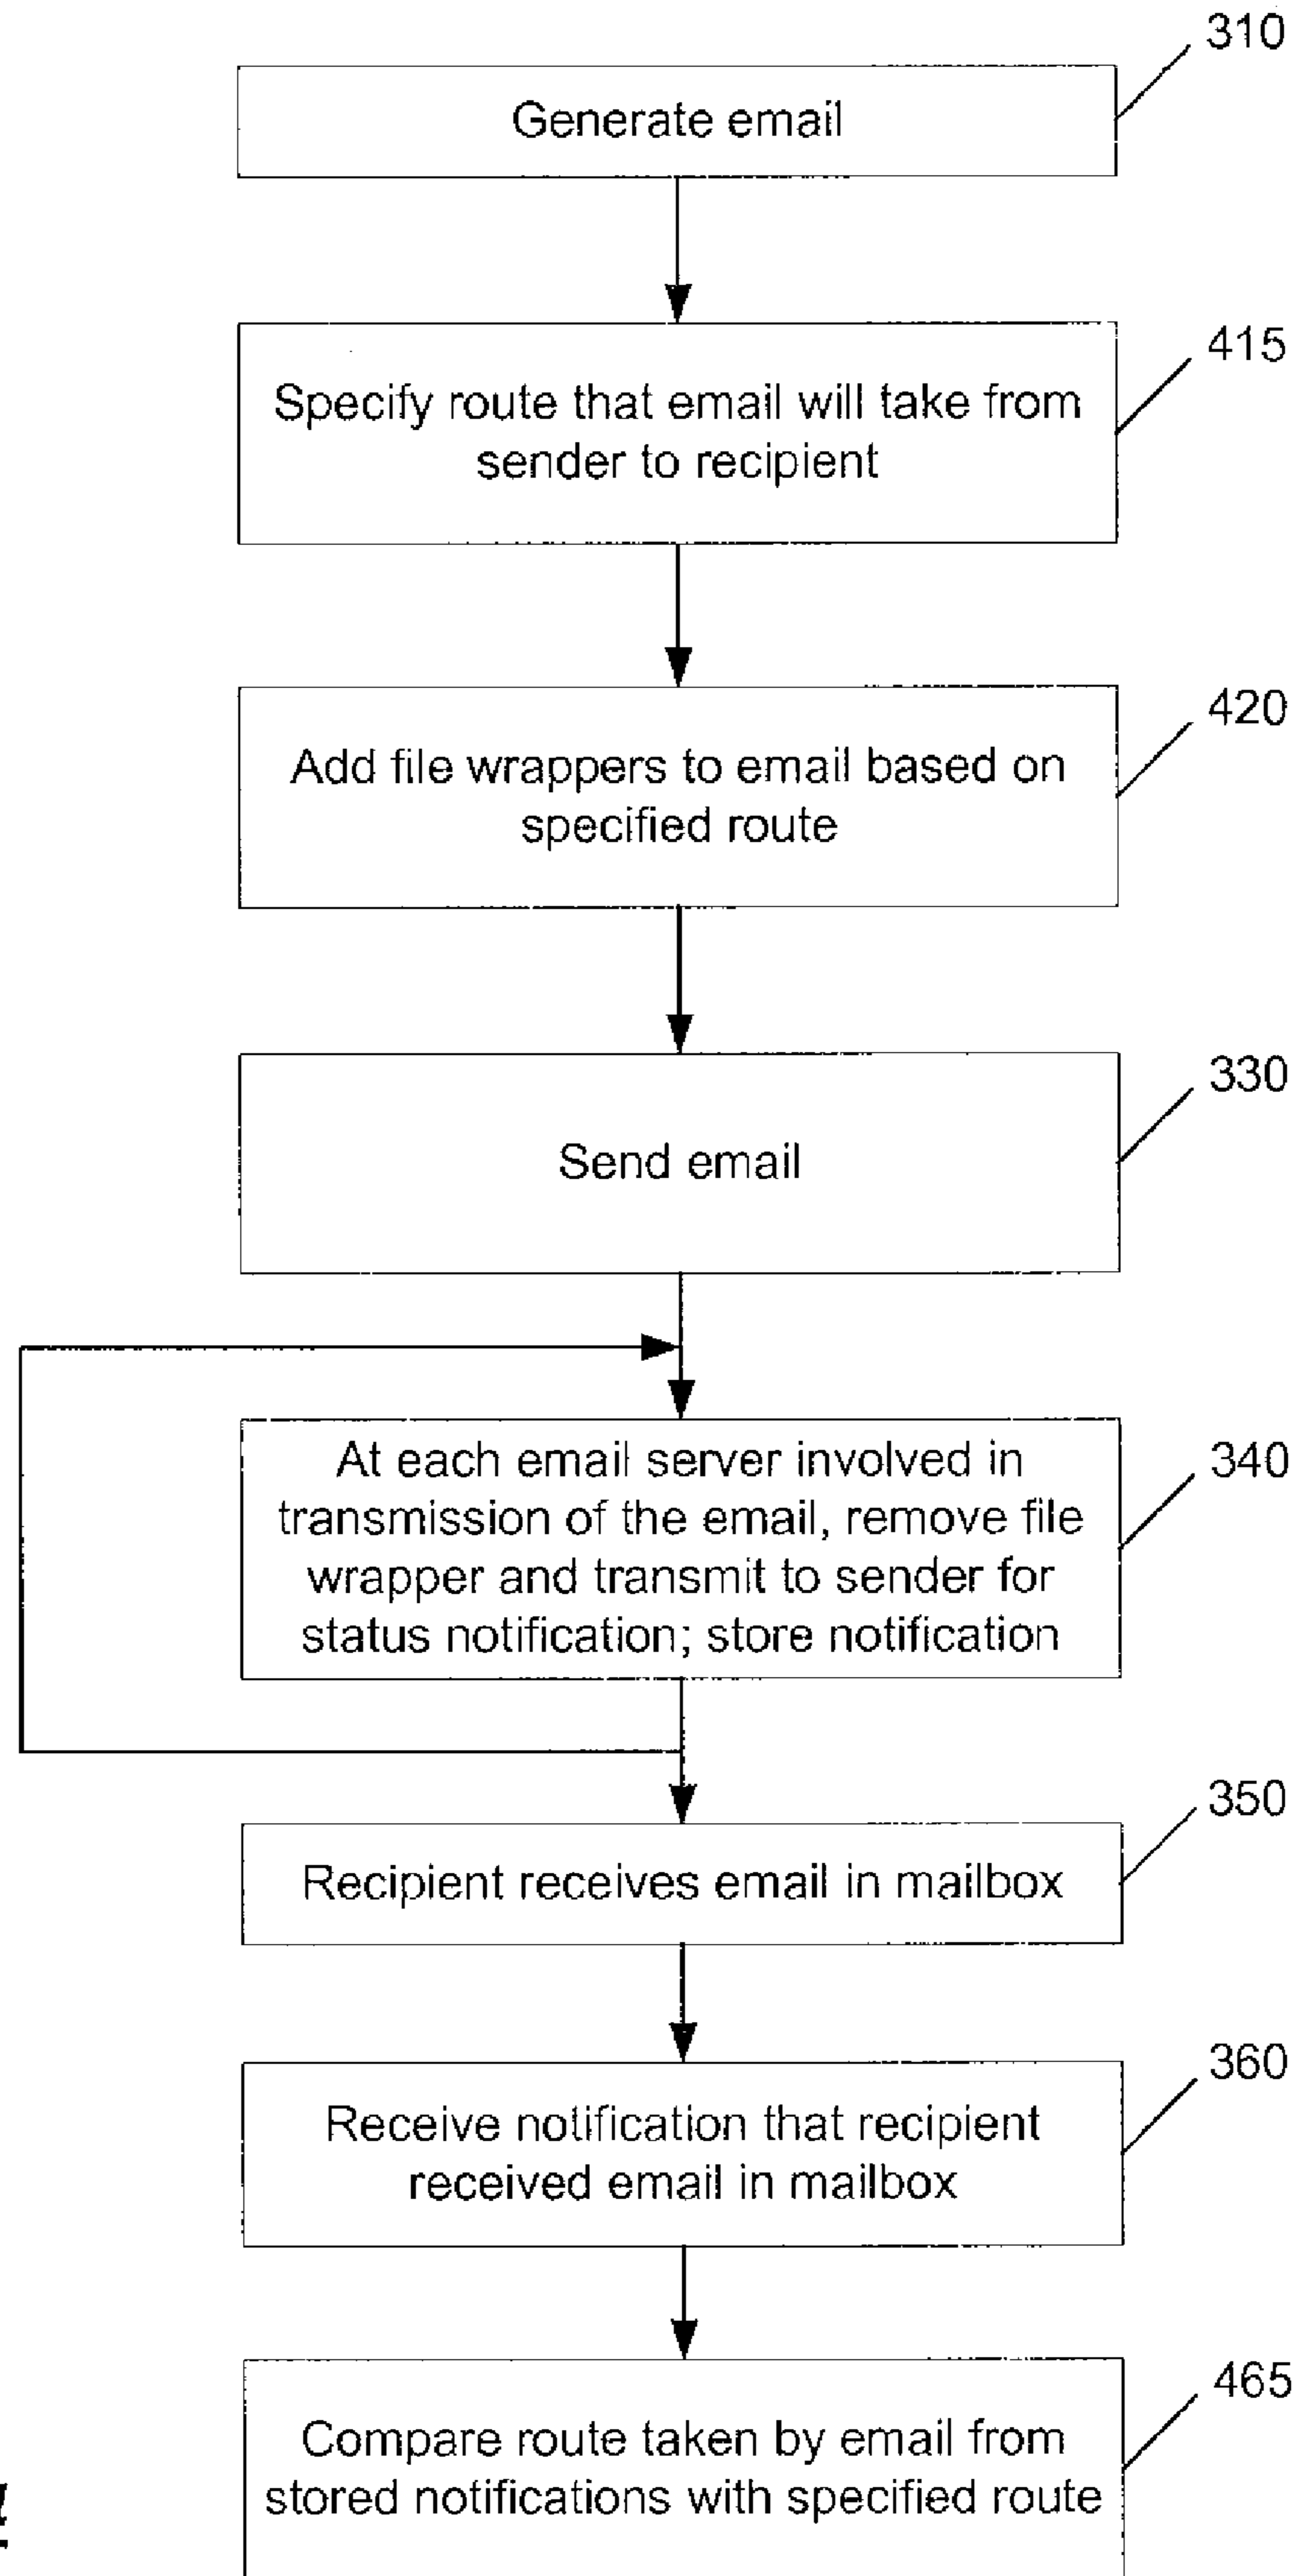 310
Generate email
415
Specify route that email will take from
sender to recipient
420
Add file wrappers to email based on
specified route
330
Send email
340
At each email server involved in
transmission of the email, remove file
wrapper and transmit to sender for
status notification; store notification
350
Recipient receives email in mailbox
360
Receive notification that recipient
received email in mailbox
465
Compare route taken by email from
stored notifications with specified route